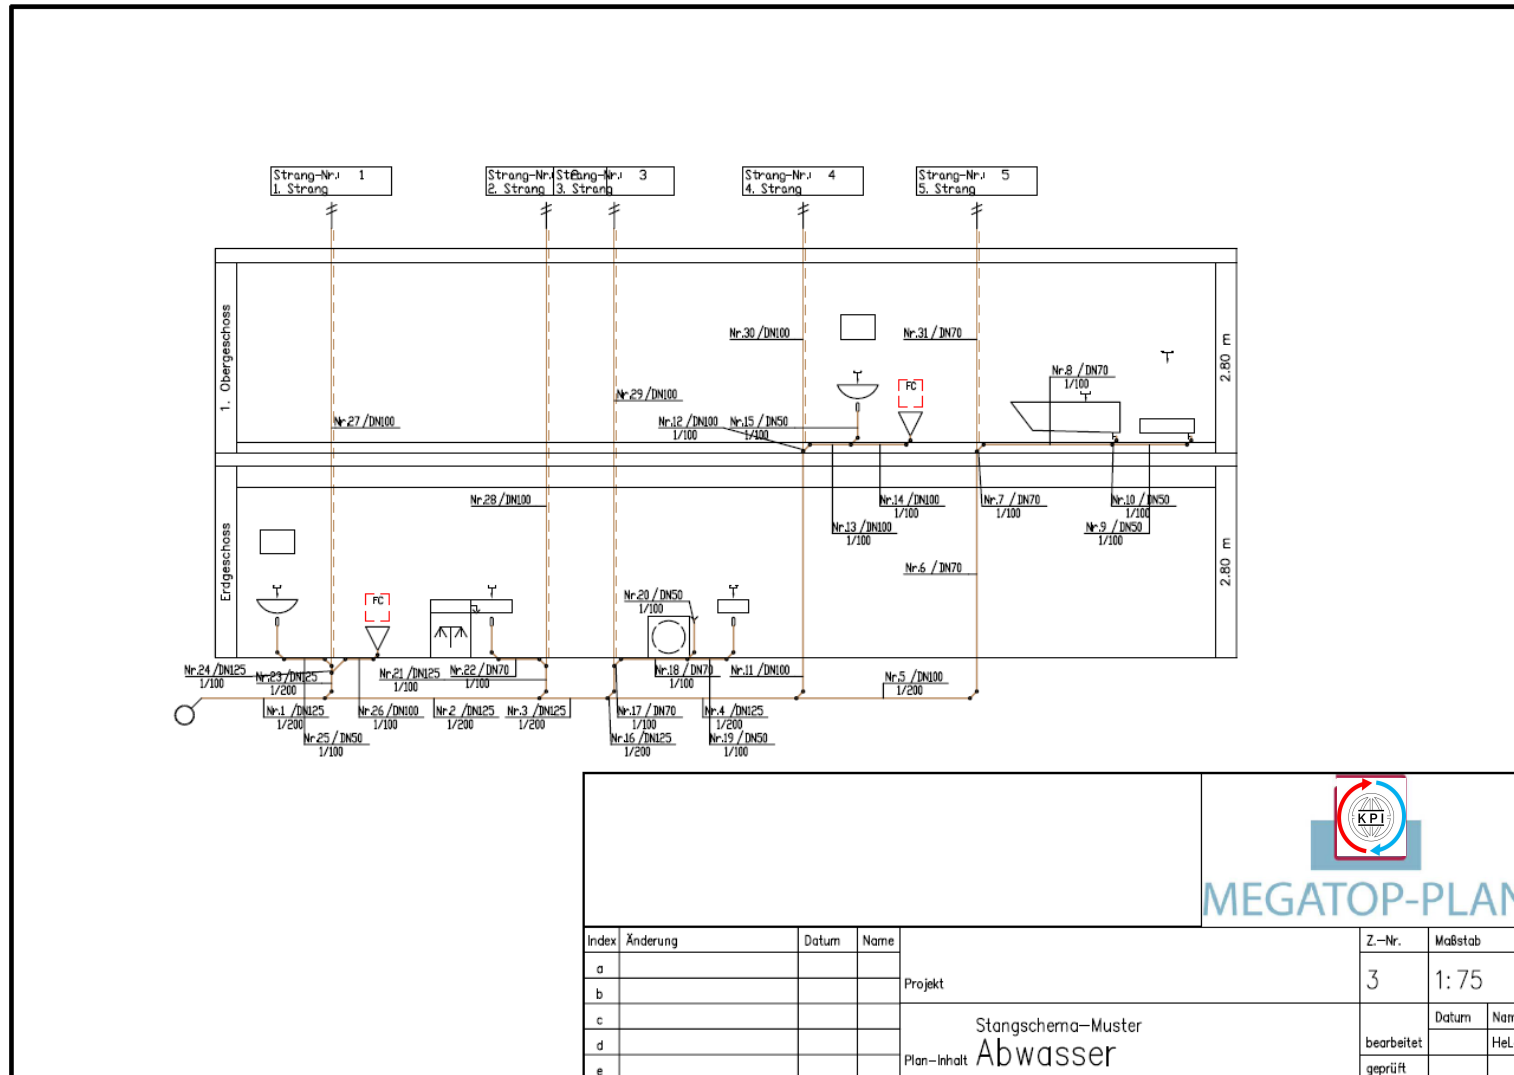 Strang-Nr.: 1
1. Strang
Strang-Nr.:
2. Strang
Strang-Nr.: 3
3. Strang
Strang-Nr.: 4
4. Strang
Strang-Nr.: 5
5. Strang
1. Obergeschoss
2.80 m
Nr.30 /DN100
Nr.31 /DN70
Nr.8 /DN70
1/100
FC
Nr.29 /DN100
Nr.27 /DN100
Nr.12 /DN100
1/100
Nr.15 /DN50
1/100
Erdgeschoss
2.80 m
Nr.28 /DN100
Nr.14 /DN100
1/100
Nr.7 /DN70
1/100
Nr.10 /DN50
1/100
Nr.13 /DN100
1/100
Nr.9 /DN50
1/100
Nr.6 /DN70
FC
Nr.20 /DN50
1/100
Nr.24 /DN125
1/100
Nr.23 /DN125
1/200
Nr.21 /DN125
1/100
Nr.22 /DN70
1/100
Nr.18 /DN70
1/100
Nr.11 /DN100
Nr.5 /DN100
1/200
Nr.1 /DN125
1/200
Nr.26 /DN100
1/100
Nr.2 /DN125
1/200
Nr.3 /DN125
1/200
Nr.17 /DN70
1/100
Nr.4 /DN125
1/200
Nr.25 /DN50
1/100
Nr.16 /DN125
1/200
Nr.19 /DN50
1/100
KPI
MEGATOP-PLAN
Index Änderung Datum Name
a
b
c
d
e
Projekt
Z.-Nr. Maßstab
3 1:75
Stangschema-Muster
Plan-Inhalt Abwasser
Datum Nam
bearbeitet HeL
geprüft